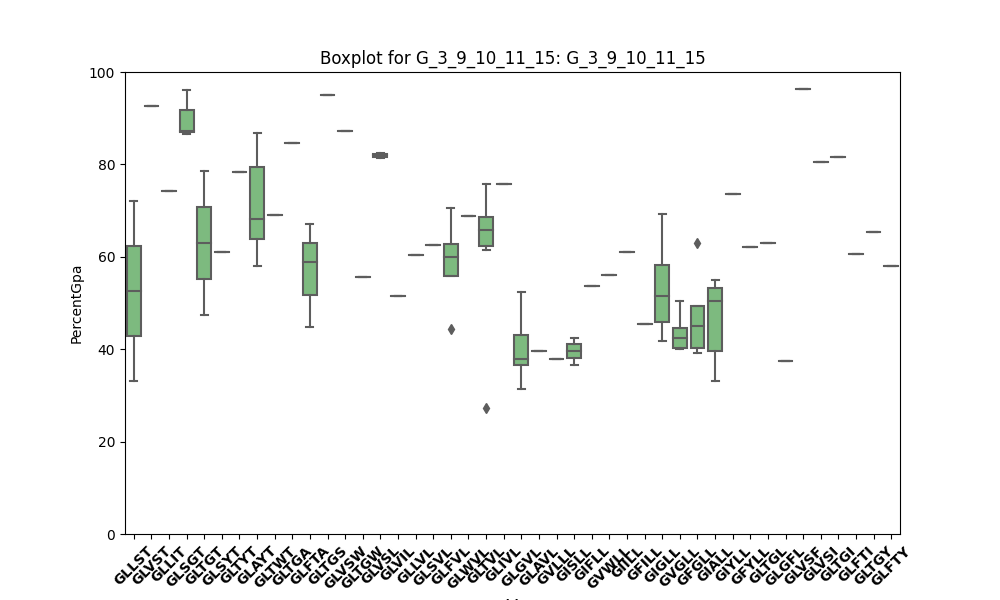 Boxplot for G_3_9_10_11_15: G_3_9_10_11_15
PercentGpa
100
80
60
40
20
0
GLLST GLVST GLLIT GLSGT GLTGT GLSYT GLTYT GLAYT GLTWT GLTGA GLFTA GLTGS GLVSW GLTGW GLVSL GLVIL GLLVL GLSVL GLFVL GLWVL GLTVL GLIVL GLGVL GLAVL GVLLL GISLL GIFLL GFILL GIGLL GVGLL GFGLL GIALL GIYLL GFYLL GLTGL GLGFL GLVSF GLVSI GLTGI GLFTI GLTGY GLFTY